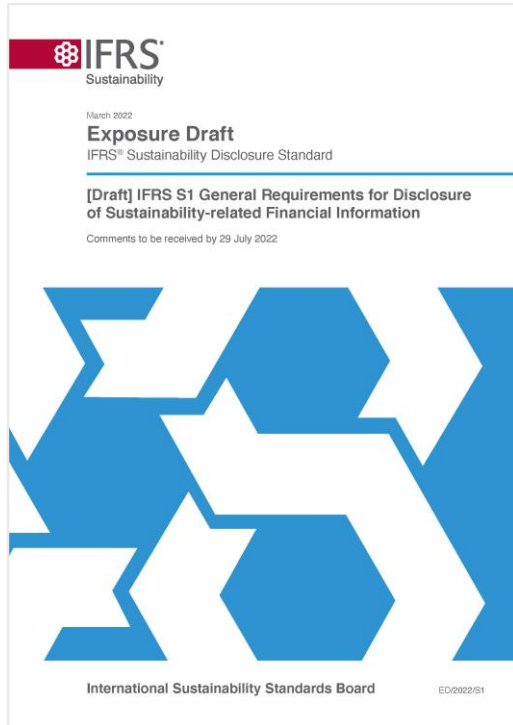 IFRS®
Sustainability
March 2022
Exposure Draft
IFRS® Sustainability Disclosure Standard
[Draft] IFRS S1 General Requirements for Disclosure
of Sustainability-related Financial Information
Comments to be received by 29 July 2022
International Sustainability Standards Board
ED/2022/S1